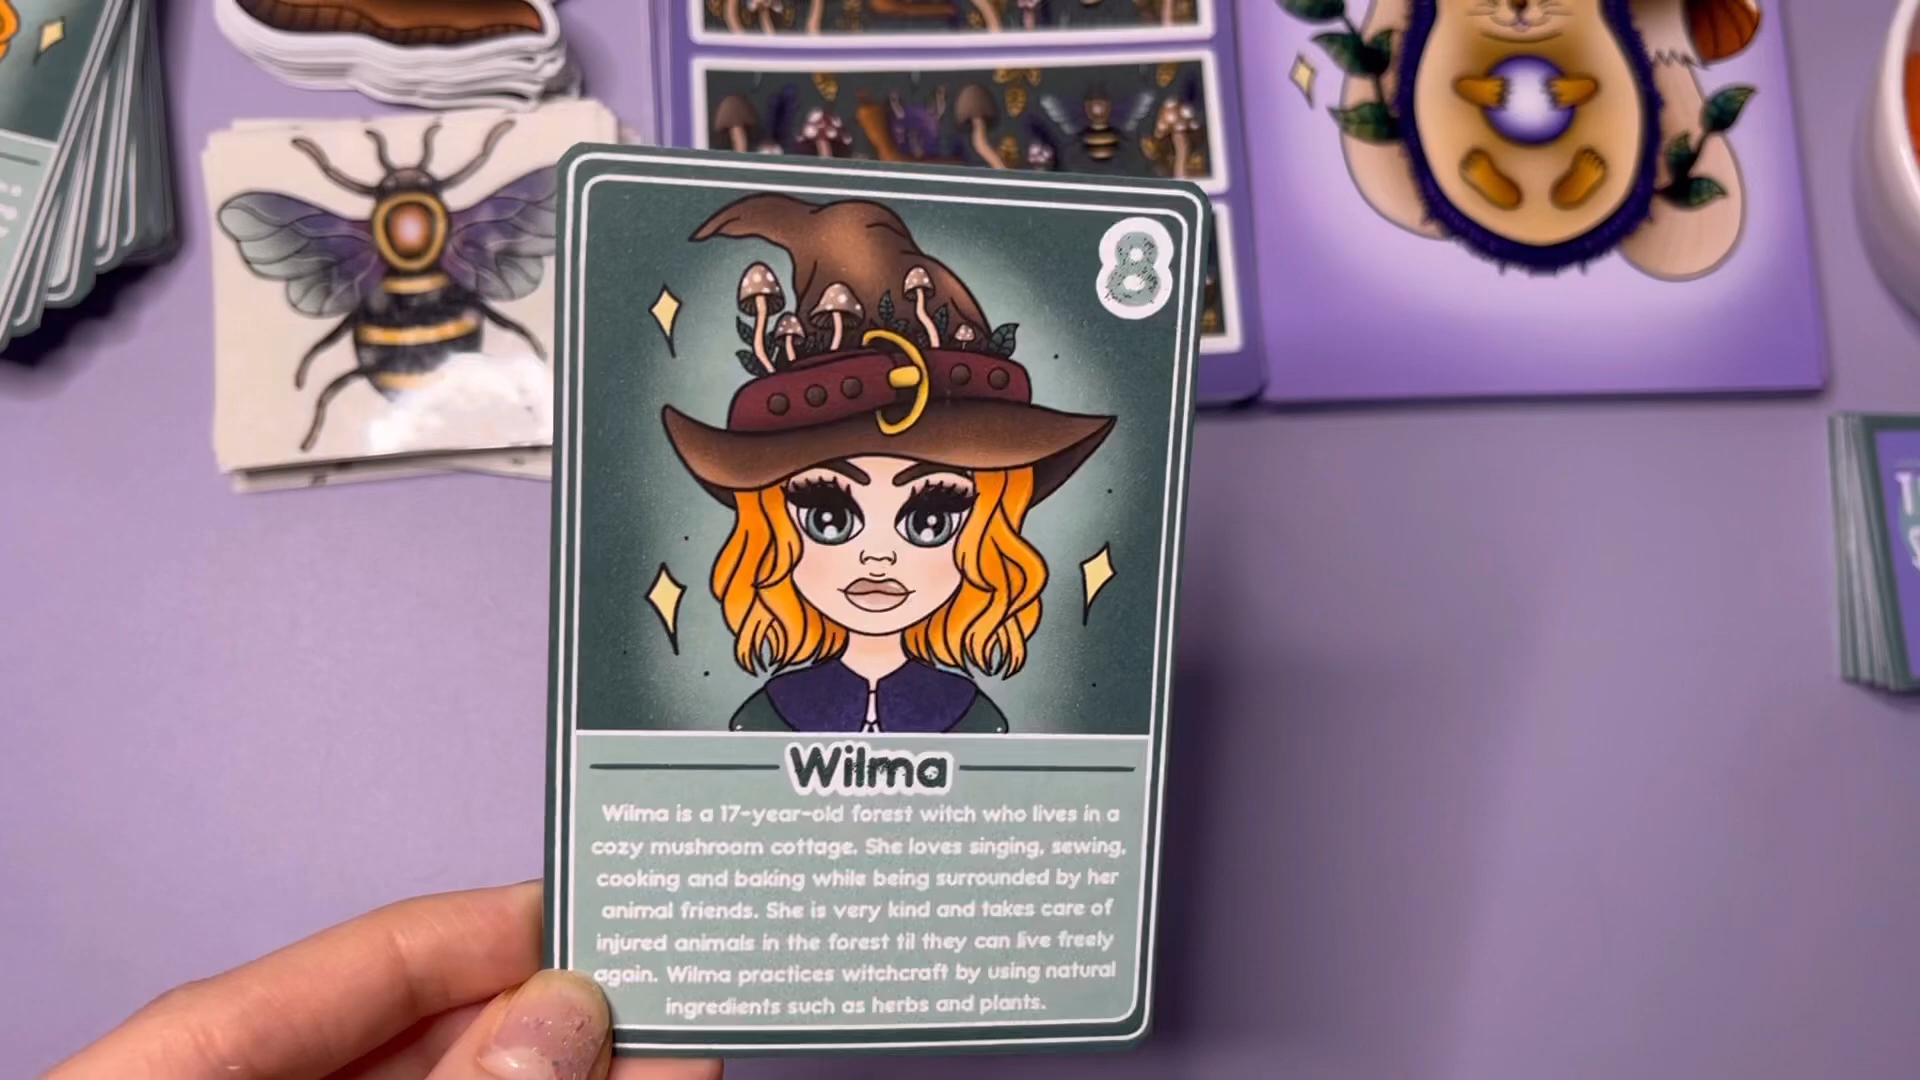 8
Wilma
Wilma is a 17-year-old forest witch who lives in a
cozy mushroom cottage. She loves singing, sewing,
cooking and baking while being surrounded by her
animal friends. She is very kind and takes care of
injured animals in the forest til they can live freely
again. Wilma practices witchcraft by using natural
ingredients such as herbs and plants.